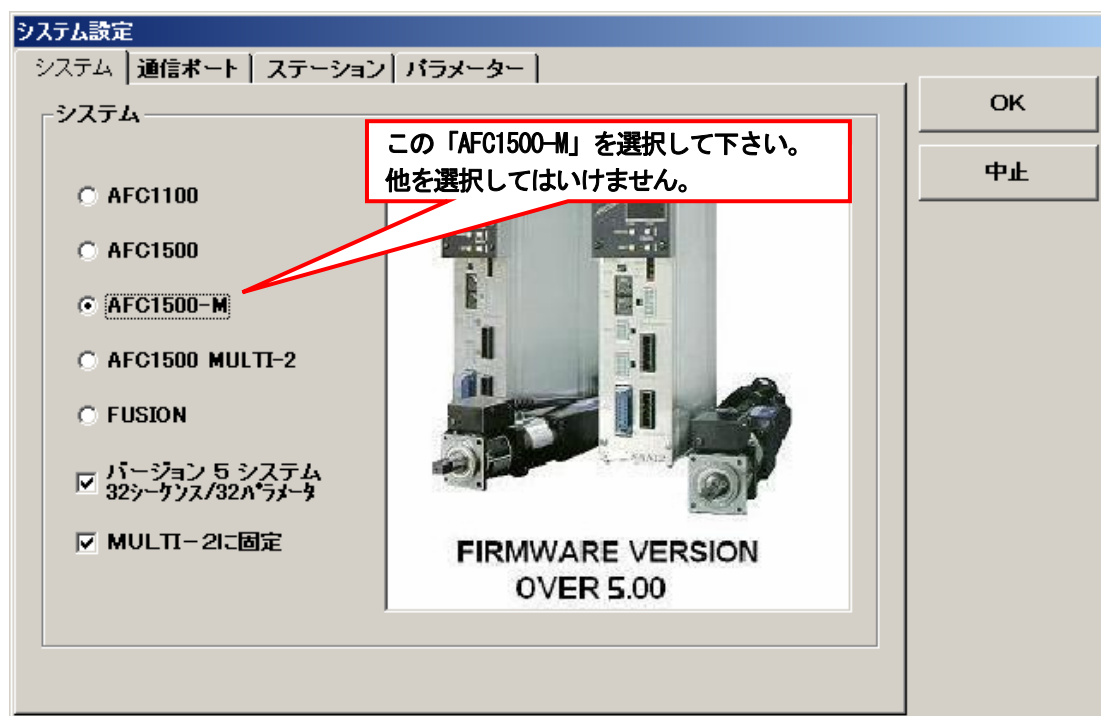 システム設定
システム 通信ポート ステーション パラメーター
OK
中止
システム
この「AFC1500-M」を選択して下さい。
他を選択してはいけません。
AFC1100
AFC1500
AFC1500-M
AFC1500 MULTI-2
FUSION
バージョン 5 システム
32シーケンス/32パラメータ
MULTI-2に固定
FIRMWARE VERSION
OVER 5.00